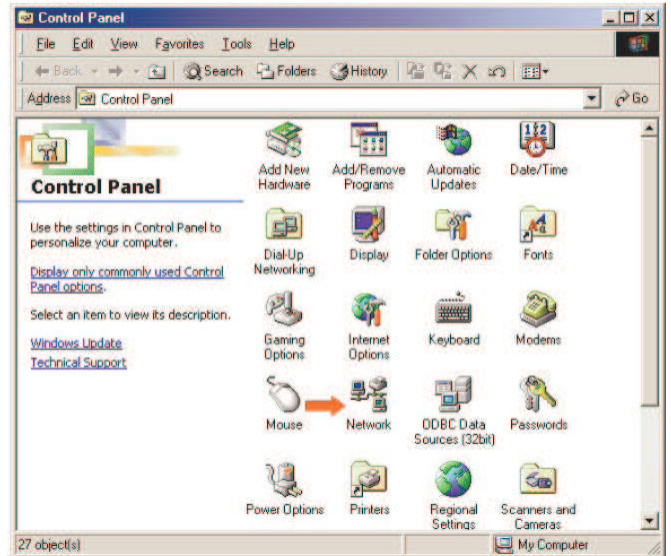 Control Panel
File Edit View Favorites Tools Help
Back Search Folders History
Address Control Panel Go
Control Panel
Use the settings in Control Panel to
personalize your computer.
Display only commonly used Control
Panel options.
Select an item to view its description.
Windows Update
Technical Support
Add New
Hardware
Add/Remove
Programs
Automatic
Updates
Date/Time
Dial-Up
Networking
Display
Folder Options
Fonts
Gaming
Options
Internet
Options
Keyboard
Modems
Mouse
Network
ODBC Data
Sources (32bit)
Passwords
Power Options
Printers
Regional
Settings
Scanners and
Cameras
27 object(s) My Computer